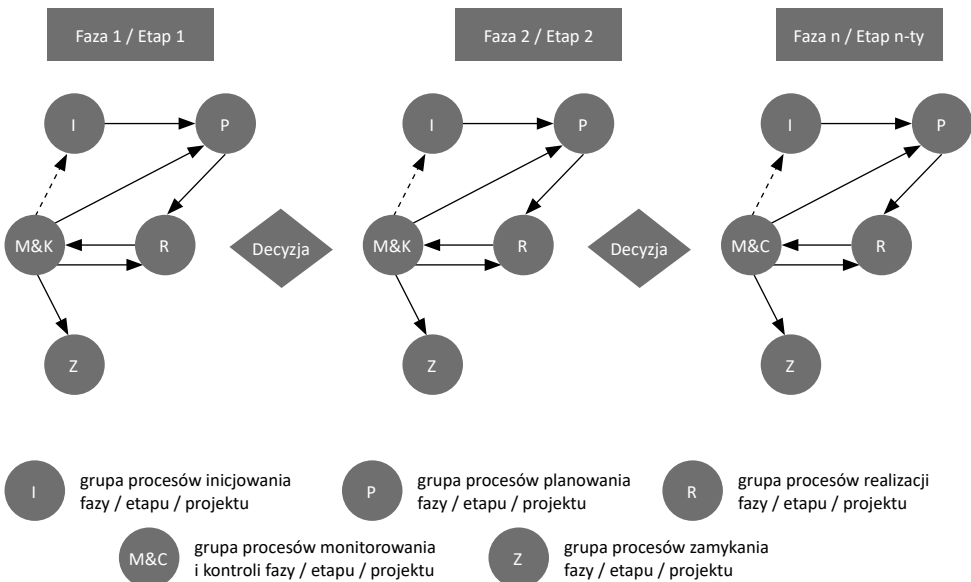 Faza 1 / Etap 1
Faza 2 / Etap 2
Faza n / Etap n-ty
I
P
I
P
I
P
M&K
R
Decyzja
M&K
R
Decyzja
M&C
R
Z
Z
Z
I
grupa procesów inicjowania
fazy / etapu / projektu
P
grupa procesów planowania
fazy / etapu / projektu
R
grupa procesów realizacji
fazy / etapu / projektu
M&C
grupa procesów monitorowania
i kontroli fazy / etapu / projektu
Z
grupa procesów zamykania
fazy / etapu / projektu